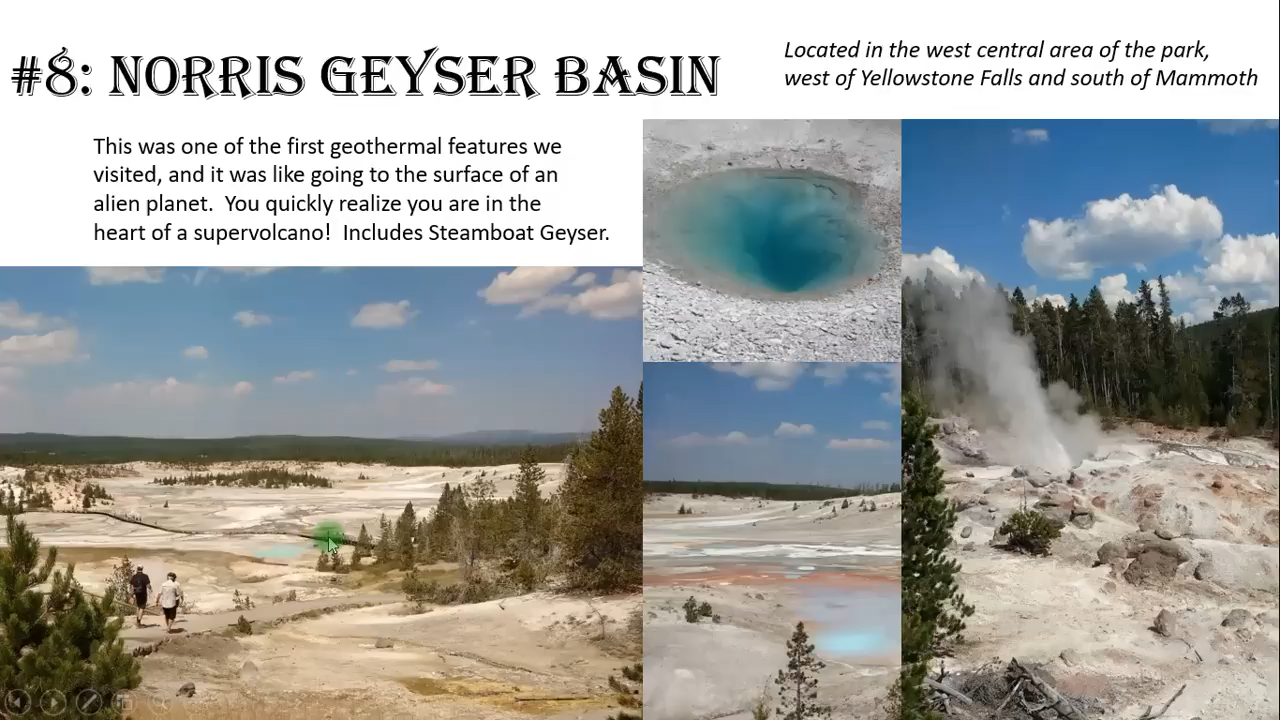 #8: NORRIS GEYSER BASIN
Located in the west central area of the park,
west of Yellowstone Falls and south of Mammoth
This was one of the first geothermal features we
visited, and it was like going to the surface of an
alien planet.  You quickly realize you are in the
heart of a supervolcano!  Includes Steamboat Geyser.